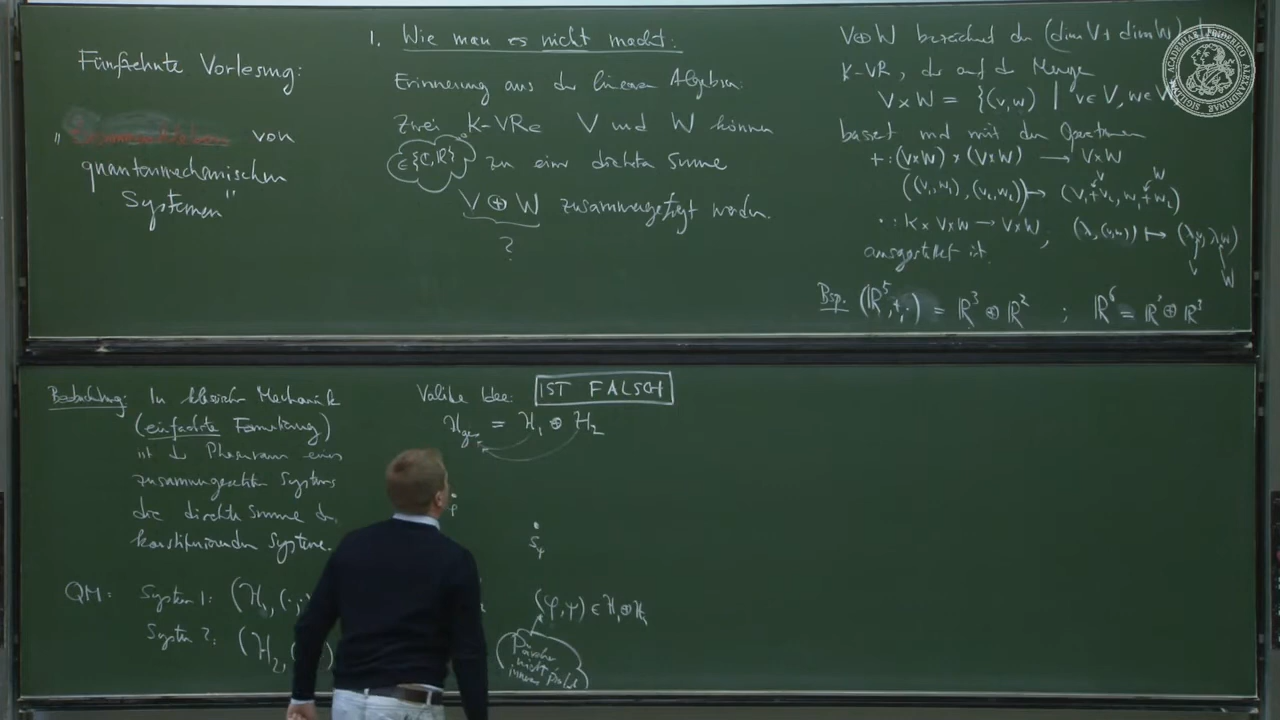 Fünfzehnte Vorlesung:
" von
quantenmechanischen
Systemen"
1. Wie man es nicht macht:
Erinnerung aus der linearen Algebra:
Zwei K-VRe V und W können
∈{ℂ,ℝ} zu einer direkten Summe
V ⊕ W zusammengefügt werden.
?
V⊕W bezeichnet den (dim V + dim W)
K-VR, der auf der Menge
V×W = {(v,w) | v∈V, w∈V
basiert und mit den Operationen
+ : (V×W) × (V×W) → V×W
((v₁,w₁),(v₂,w₂)) ↦ (v₁+v₂, w₁+w₂)
V W
· : K × V×W → V×W, (λ,(v,w)) ↦ (λv, λw)
ausgestattet ist. V W
Bsp. (ℝ⁵,+,·) = ℝ³ ⊕ ℝ² ; ℝ⁶ = ℝ³ ⊕ ℝ³
Beobachtung: In klassischer Mechanik
(einfachste Formulierung)
ist der Phasenraum eines
zusammengesetzten Systems
die direkte Summe der
konstituierenden Systeme.
QM: System 1: (H₁,⟨·,·
System 2: (H₂,
Valide Idee: IST FALSCH
= H₁ ⊕ H₂
S_ψ
(φ,ψ) ∈ H₁⊕H₂
nicht
inneres Produkt